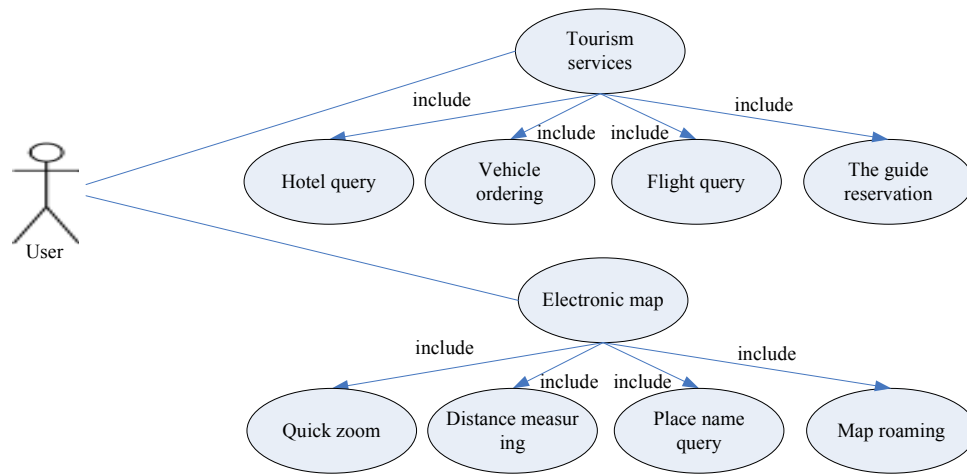 Tourism
services
include
include
include
include
Hotel query
Vehicle
ordering
Flight query
The guide
reservation
User
Electronic map
include
include
include
include
Quick zoom
Distance measur
ing
Place name
query
Map roaming